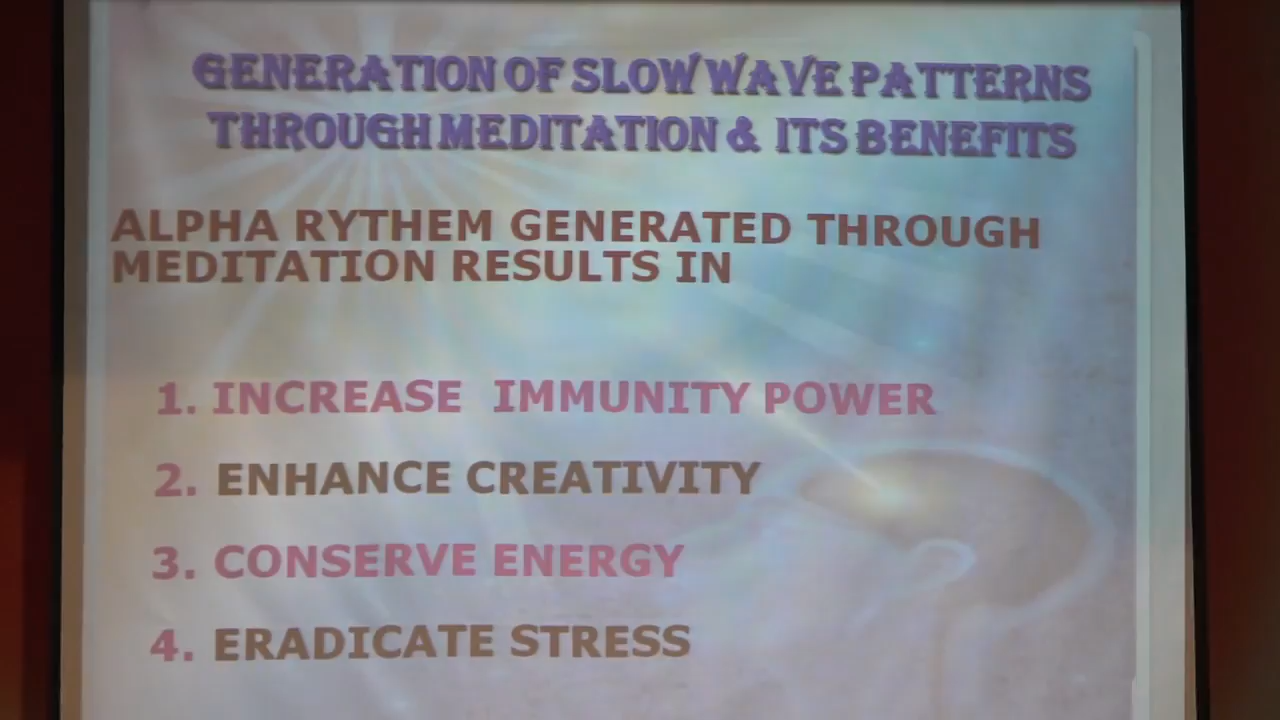 GENERATION OF SLOW WAVE PATTERNS
THROUGH MEDITATION & ITS BENEFITS
ALPHA RYTHEM GENERATED THROUGH
MEDITATION RESULTS IN
1. INCREASE IMMUNITY POWER
2. ENHANCE CREATIVITY
3. CONSERVE ENERGY
4. ERADICATE STRESS